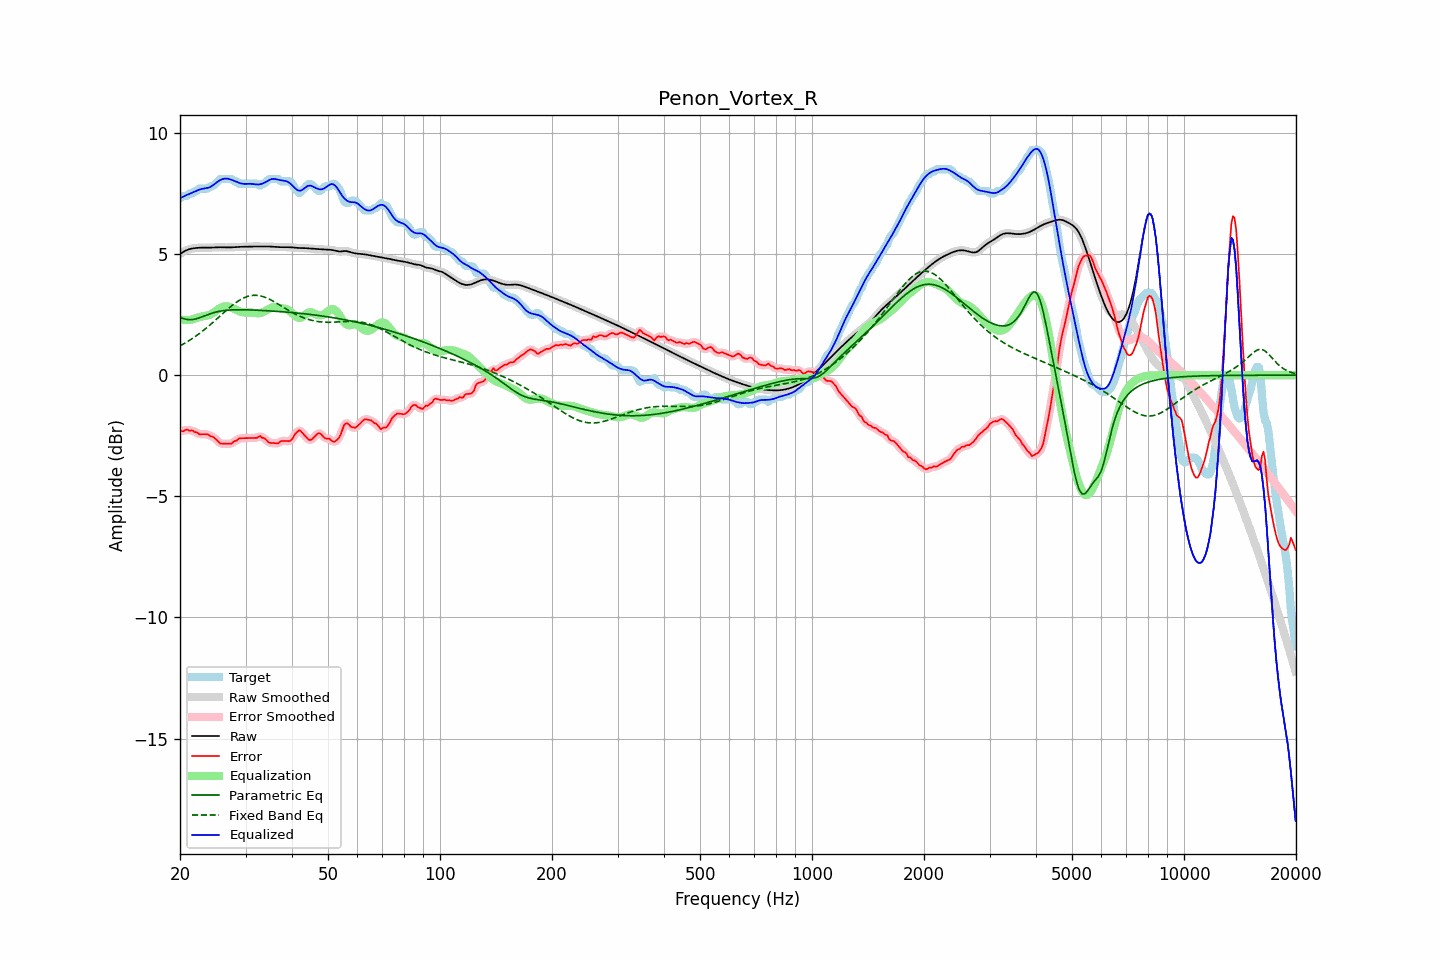 Penon_Vortex_R
10
5
0
−5
−10
−15
Amplitude (dBr)
Target
Raw Smoothed
Error Smoothed
Raw
Error
Equalization
Parametric Eq
Fixed Band Eq
Equalized
20 50 100 200 500 1000 2000 5000 10000 20000
Frequency (Hz)